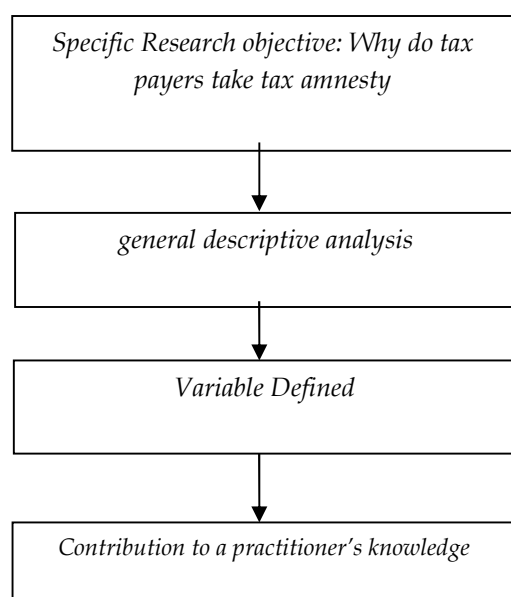 Specific Research objective: Why do tax
payers take tax amnesty
general descriptive analysis
Variable Defined
Contribution to a practitioner's knowledge